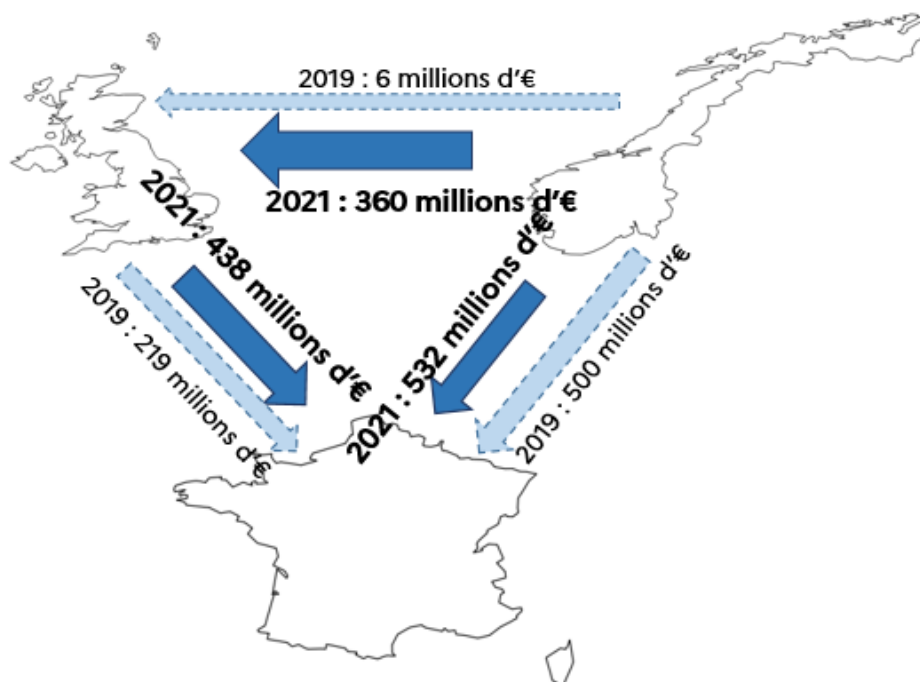 2019 : 6 millions d'€
2021 : 360 millions d'€
2021 : 438 millions d'€
2021 : 532 millions d'€
2019 : 219 millions d'€
2019 : 500 millions d'€